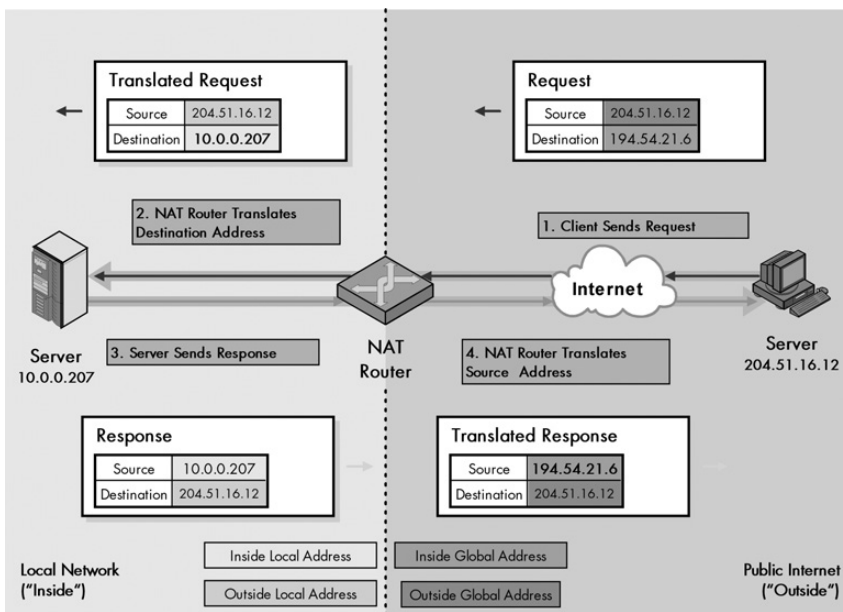 Translated Request
Source 204.51.16.12
Destination 10.0.0.207
Request
Source 204.51.16.12
Destination 194.54.21.6
2. NAT Router Translates
Destination Address
1. Client Sends Request
Internet
Server
10.0.0.207
3. Server Sends Response
NAT
Router
4. NAT Router Translates
Source Address
Server
204.51.16.12
Response
Source 10.0.0.207
Destination 204.51.16.12
Translated Response
Source 194.54.21.6
Destination 204.51.16.12
Local Network
("Inside")
Inside Local Address
Outside Local Address
Inside Global Address
Outside Global Address
Public Internet
("Outside")